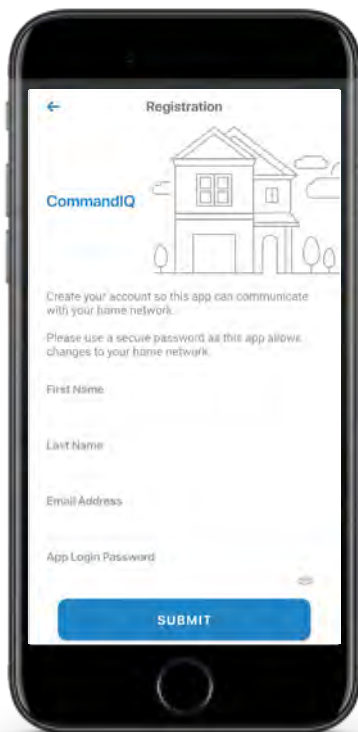 Registration
CommandIQ
Create your account so this app can communicate
with your home network.
Please use a secure password as this app allows
changes to your home network.
First Name
Last Name
Email Address
App Login Password
SUBMIT